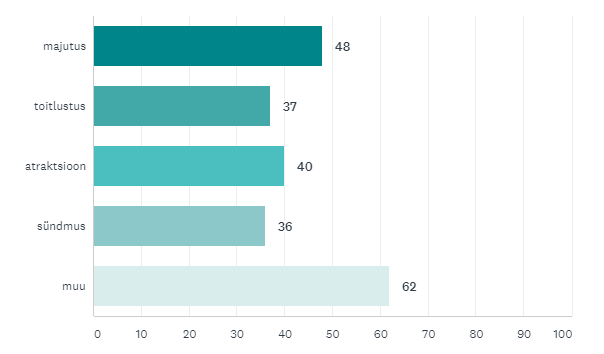 majutus 48
toitlustus 37
atraktsioon 40
sündmus 36
muu 62
0 10 20 30 40 50 60 70 80 90 100